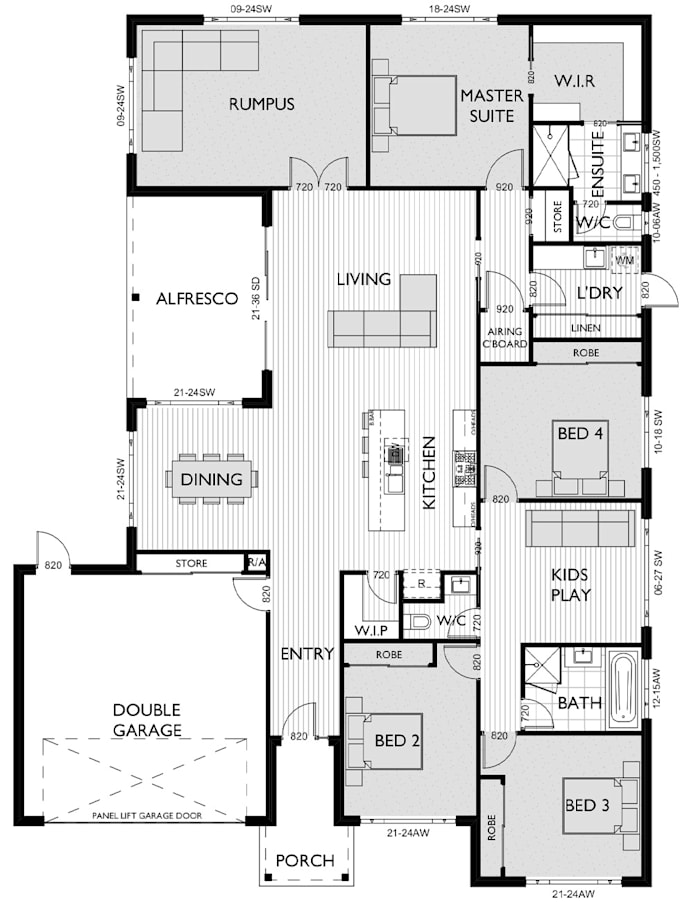 09-24SW
18-24SW
RUMPUS
MASTER
SUITE
820
W.I.R
09-24SW
820
ENSUITE
450 - 1,500SW
720
720
920
720
STORE
W/C
10-06AW
920
ALFRESCO
21-36 SD
LIVING
920
WM
L'DRY
820
820
920
AIRING
C'BOARD
LINEN
ROBE
21-24SW
B.BAR
O/HEADS
BED 4
10-18 SW
21-24SW
DINING
DW
KITCHEN
O/HEADS
820
820
STORE
R/A
920
KIDS
PLAY
06-27 SW
820
720
R
W.I.P
W/C
720
ENTRY
ROBE
820
BATH
12-15AW
720
DOUBLE
GARAGE
820
BED 2
820
PANEL LIFT GARAGE DOOR
21-24AW
ROBE
BED 3
PORCH
21-24AW